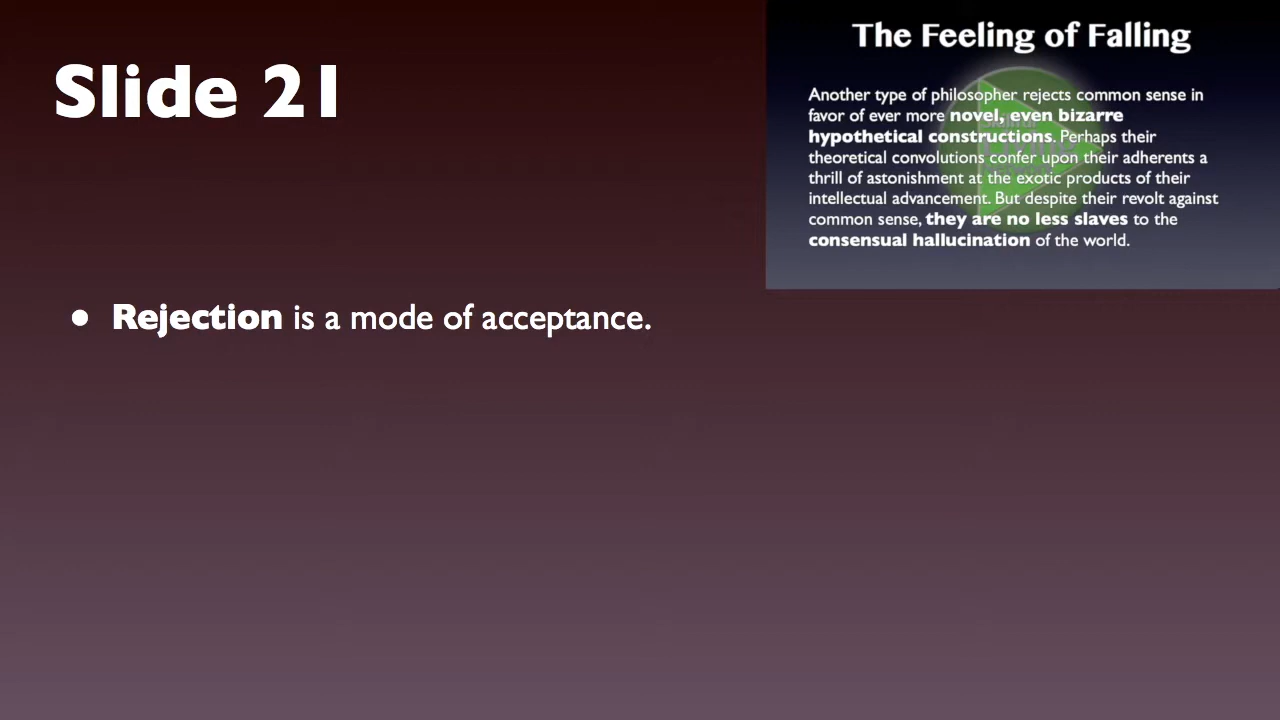 Slide 21
The Feeling of Falling
Another type of philosopher rejects common sense in
favor of ever more novel, even bizarre
hypothetical constructions. Perhaps their
theoretical convolutions confer upon their adherents a
thrill of astonishment at the exotic products of their
intellectual advancement. But despite their revolt against
common sense, they are no less slaves to the
consensual hallucination of the world.
● Rejection is a mode of acceptance.